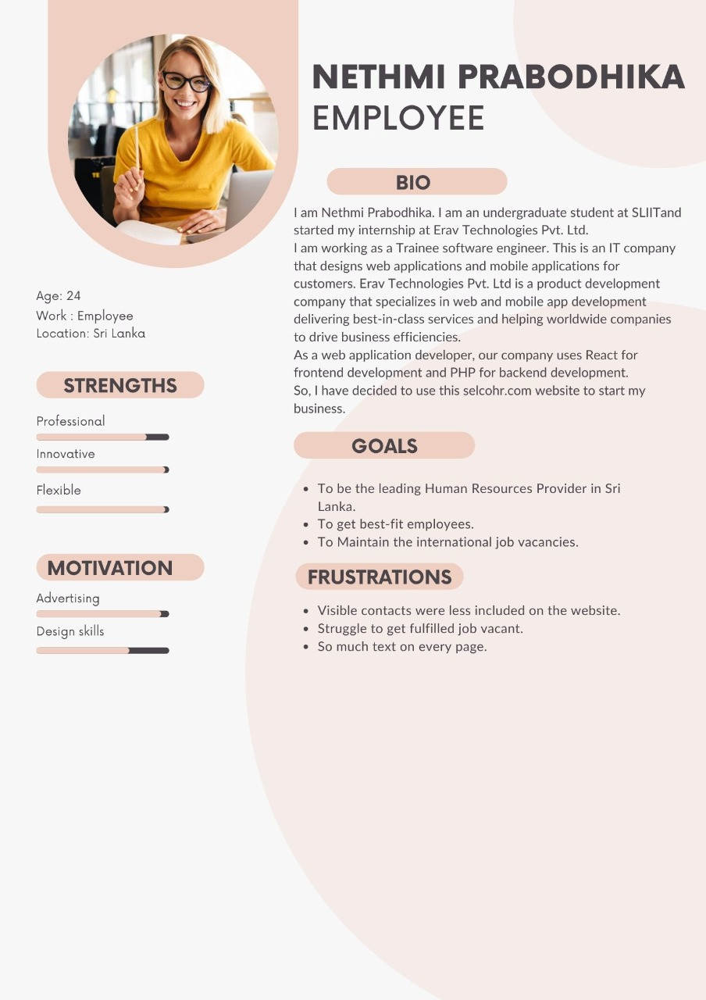 NETHMI PRABODHIKA
EMPLOYEE
BIO
I am Nethmi Prabodhika. I am an undergraduate student at SLIITand
started my internship at Erav Technologies Pvt. Ltd.
I am working as a Trainee software engineer. This is an IT company
that designs web applications and mobile applications for
customers. Erav Technologies Pvt. Ltd is a product development
company that specializes in web and mobile app development
delivering best-in-class services and helping worldwide companies
to drive business efficiencies.
As a web application developer, our company uses React for
frontend development and PHP for backend development.
So, I have decided to use this selcohr.com website to start my
business.
Age: 24
Work : Employee
Location: Sri Lanka
STRENGTHS
Professional
Innovative
Flexible
MOTIVATION
Advertising
Design skills
GOALS
• To be the leading Human Resources Provider in Sri
Lanka.
• To get best-fit employees.
• To Maintain the international job vacancies.
FRUSTRATIONS
• Visible contacts were less included on the website.
• Struggle to get fulfilled job vacant.
• So much text on every page.